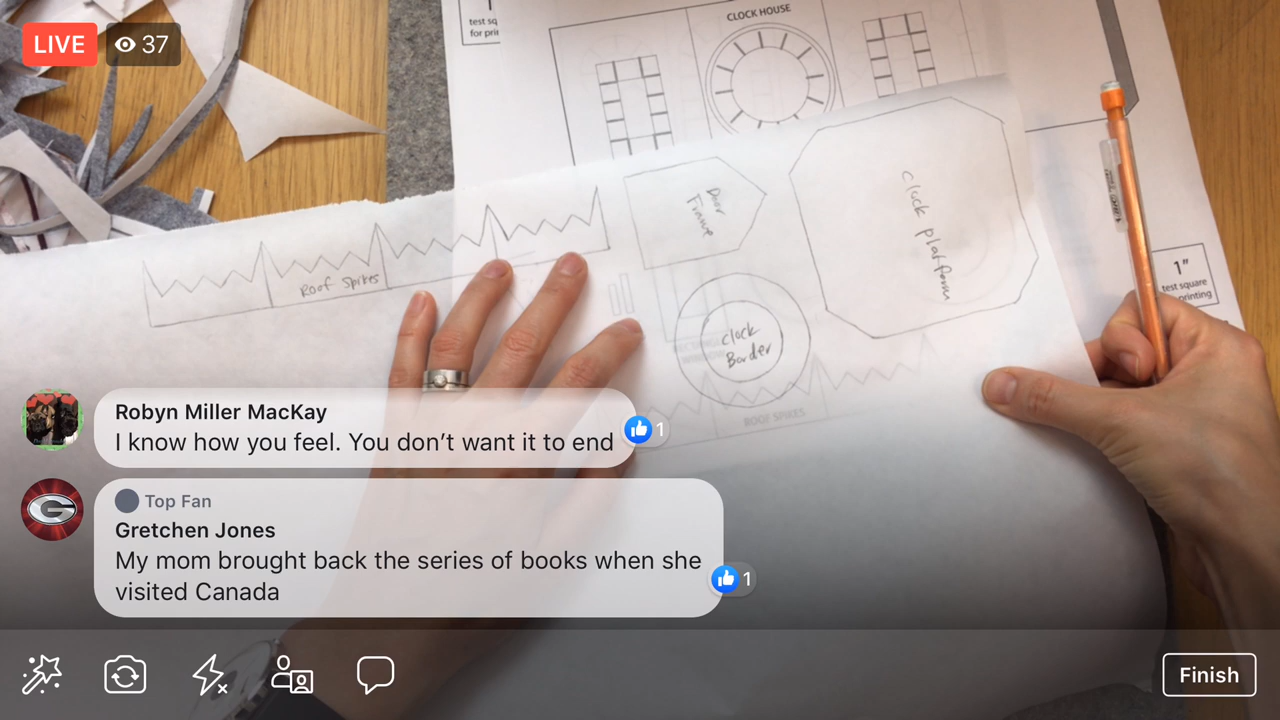 LIVE
37
test sq
for prin
CLOCK HOUSE
Door
Frame
clock platform
Roof Spikes
clock
Border
1"
test square
printing
ROOF SPIKES
Robyn Miller MacKay
I know how you feel. You don’t want it to end
1
Top Fan
Gretchen Jones
My mom brought back the series of books when she
visited Canada
1
Finish